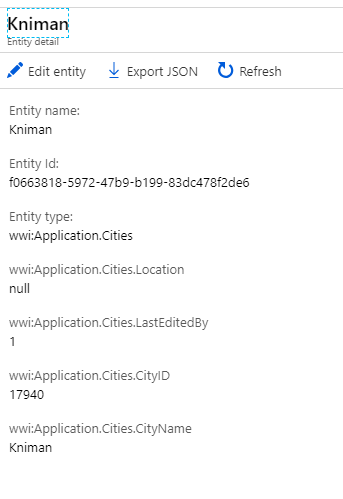 Kniman
Entity detail
Edit entity Export JSON Refresh
Entity name:
Kniman
Entity Id:
f0663818-5972-47b9-b199-83dc478f2de6
Entity type:
wwi:Application.Cities
wwi:Application.Cities.Location
null
wwi:Application.Cities.LastEditedBy
1
wwi:Application.Cities.CityID
17940
wwi:Application.Cities.CityName
Kniman